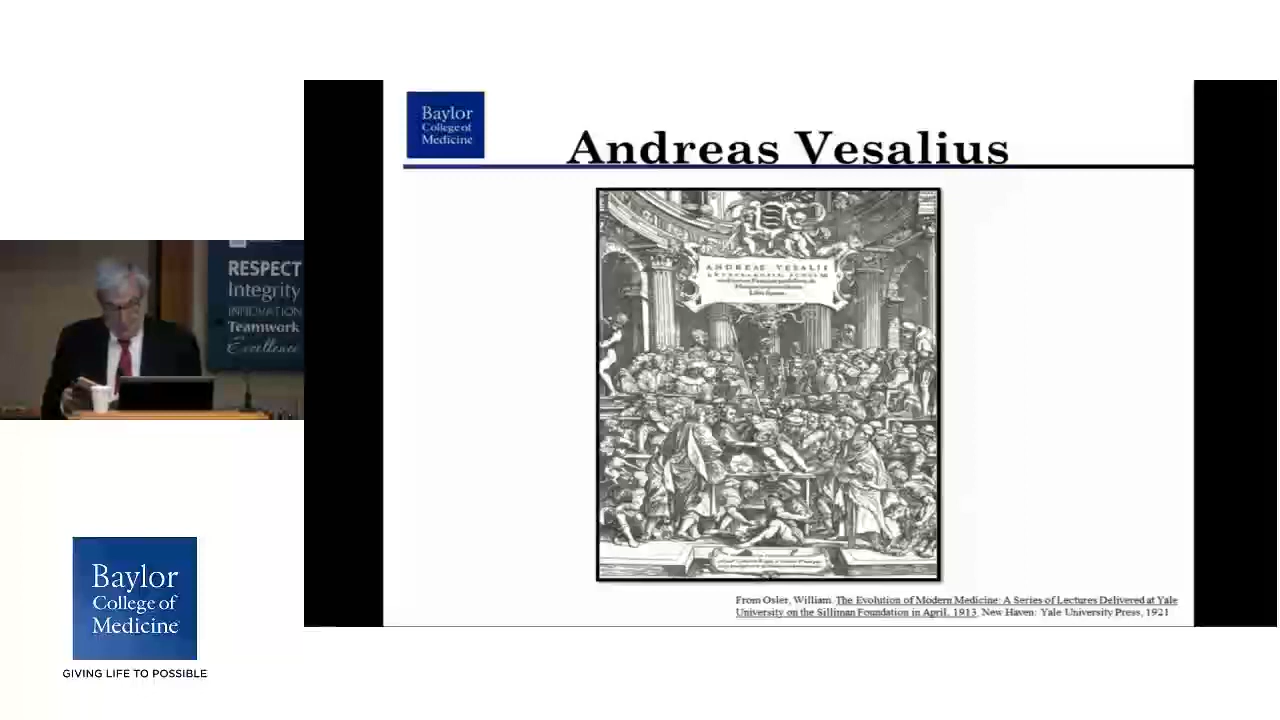 Baylor
College of
Medicine
Andreas Vesalius
ANDREAE VESALII
RESPECT
Integrity
INNOVATION
Teamwork
Excellence
From Osler, William. The Evolution of Modern Medicine: A Series of Lectures Delivered at Yale
University on the Silliman Foundation in April, 1913. New Haven: Yale University Press, 1921
Baylor
College of
Medicine
GIVING LIFE TO POSSIBLE